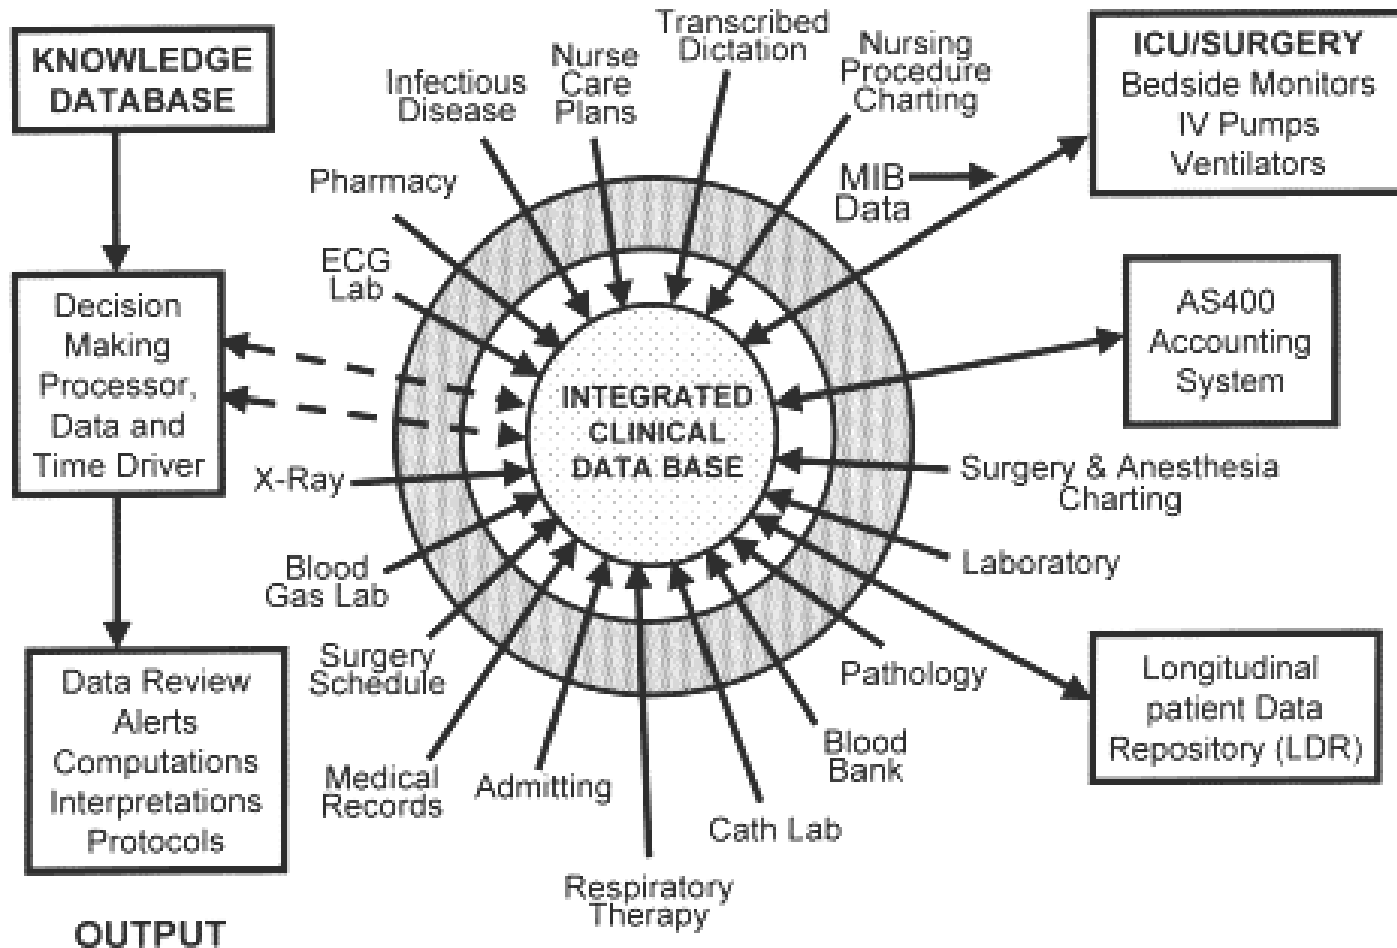 KNOWLEDGE
DATABASE
Infectious
Disease
Nurse
Care
Plans
Transcribed
Dictation
Nursing
Procedure
Charting
ICU/SURGERY
Bedside Monitors
IV Pumps
Ventilators
Pharmacy
MIB
Data
ECG
Lab
Decision
Making
Processor,
Data and
Time Driver
AS400
Accounting
System
INTEGRATED
CLINICAL
DATA BASE
X-Ray
Surgery & Anesthesia
Charting
Blood
Gas Lab
Laboratory
Surgery
Schedule
Pathology
Longitudinal
patient Data
Repository (LDR)
Data Review
Alerts
Computations
Interpretations
Protocols
Medical
Records
Admitting
Blood
Bank
Cath Lab
Respiratory
Therapy
OUTPUT